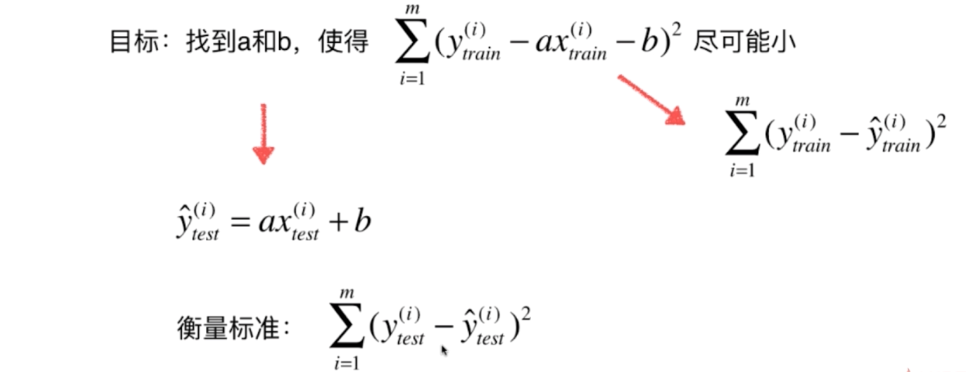 目标：找到a和b，使得 $\sum_{i=1}^{m}(y_{train}^{(i)} - ax_{train}^{(i)} - b)^2$ 尽可能小
$\sum_{i=1}^{m}(y_{train}^{(i)} - \hat{y}_{train}^{(i)})^2$
$\hat{y}_{test}^{(i)} = ax_{test}^{(i)} + b$
衡量标准： $\sum_{i=1}^{m}(y_{test}^{(i)} - \hat{y}_{test}^{(i)})^2$